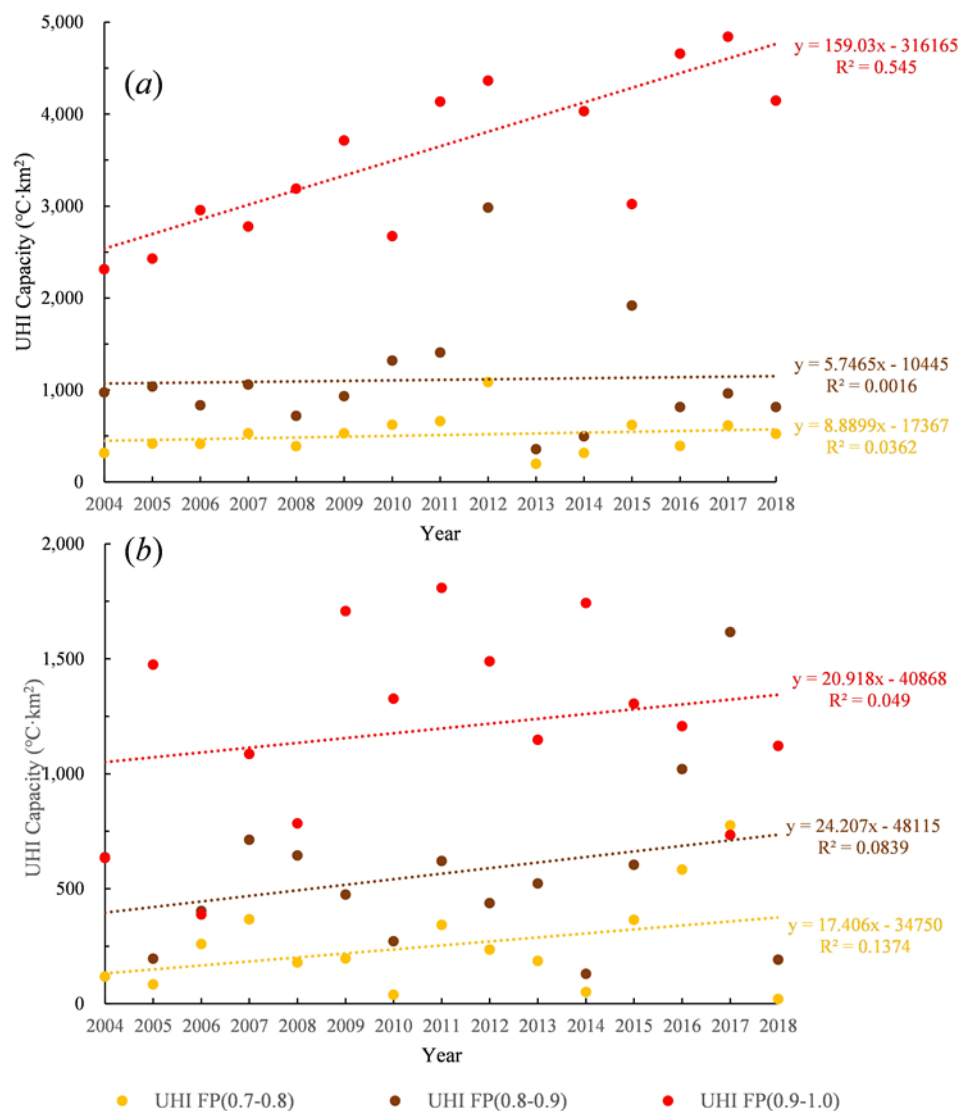 5,000
4,000
3,000
2,000
1,000
0
UHI Capacity (°C·km²)
(a)
y = 159.03x - 316165
R² = 0.545
y = 5.7465x - 10445
R² = 0.0016
y = 8.8899x - 17367
R² = 0.0362
2004 2005 2006 2007 2008 2009 2010 2011 2012 2013 2014 2015 2016 2017 2018
Year
2,000
1,500
1,000
500
0
UHI Capacity (°C·km²)
(b)
y = 20.918x - 40868
R² = 0.049
y = 24.207x - 48115
R² = 0.0839
y = 17.406x - 34750
R² = 0.1374
2004 2005 2006 2007 2008 2009 2010 2011 2012 2013 2014 2015 2016 2017 2018
Year
UHI FP(0.7-0.8) UHI FP(0.8-0.9) UHI FP(0.9-1.0)